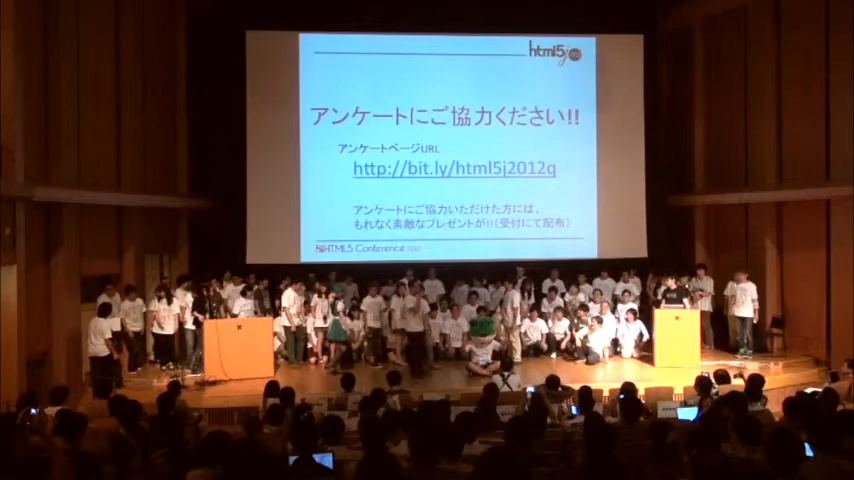 html5j
アンケートにご協力ください!!
アンケートページURL
http://bit.ly/html5j2012q
アンケートにご協力いただけた方には、
もれなく素敵なプレゼントが!!（受付にて配布）
HTML5 Conference 2012